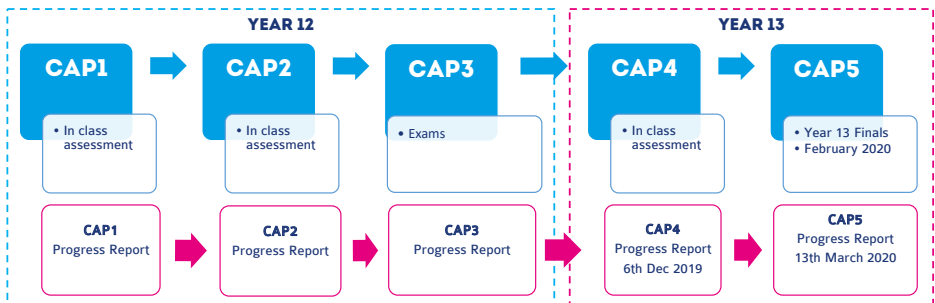 YEAR 12
YEAR 13
CAP1
CAP2
CAP3
CAP4
CAP5
• In class
assessment
• In class
assessment
• Exams
• In class
assessment
• Year 13 Finals
• February 2020
CAP1
Progress Report
CAP2
Progress Report
CAP3
Progress Report
CAP4
Progress Report
6th Dec 2019
CAP5
Progress Report
13th March 2020